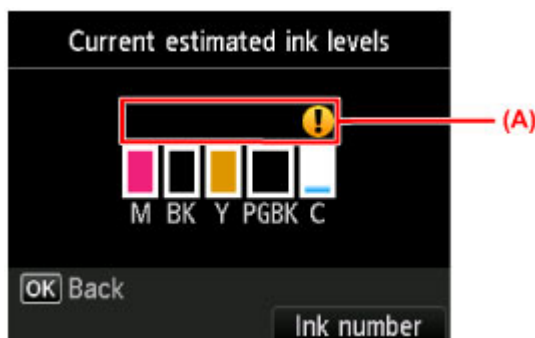 Current estimated ink levels
(A)
M BK Y PGBK C
OK Back
Ink number